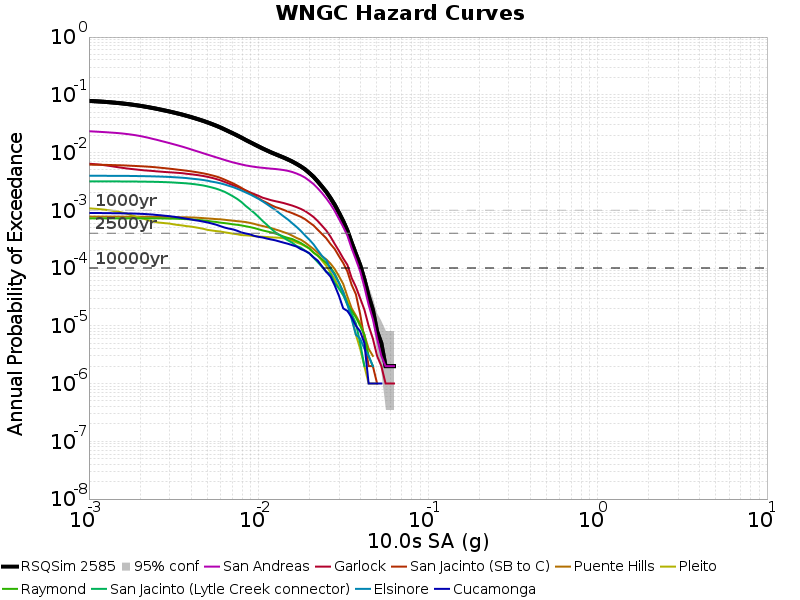 WNGC Hazard Curves
Annual Probability of Exceedance
10^0
10^-1
10^-2
10^-3
10^-4
10^-5
10^-6
10^-7
10^-8
1000yr
2500yr
10000yr
10^-3 10^-2 10^-1 10^0 10^1
10.0s SA (g)
RSQSim 2585 95% conf San Andreas Garlock San Jacinto (SB to C) Puente Hills Pleito
Raymond San Jacinto (Lytle Creek connector) Elsinore Cucamonga